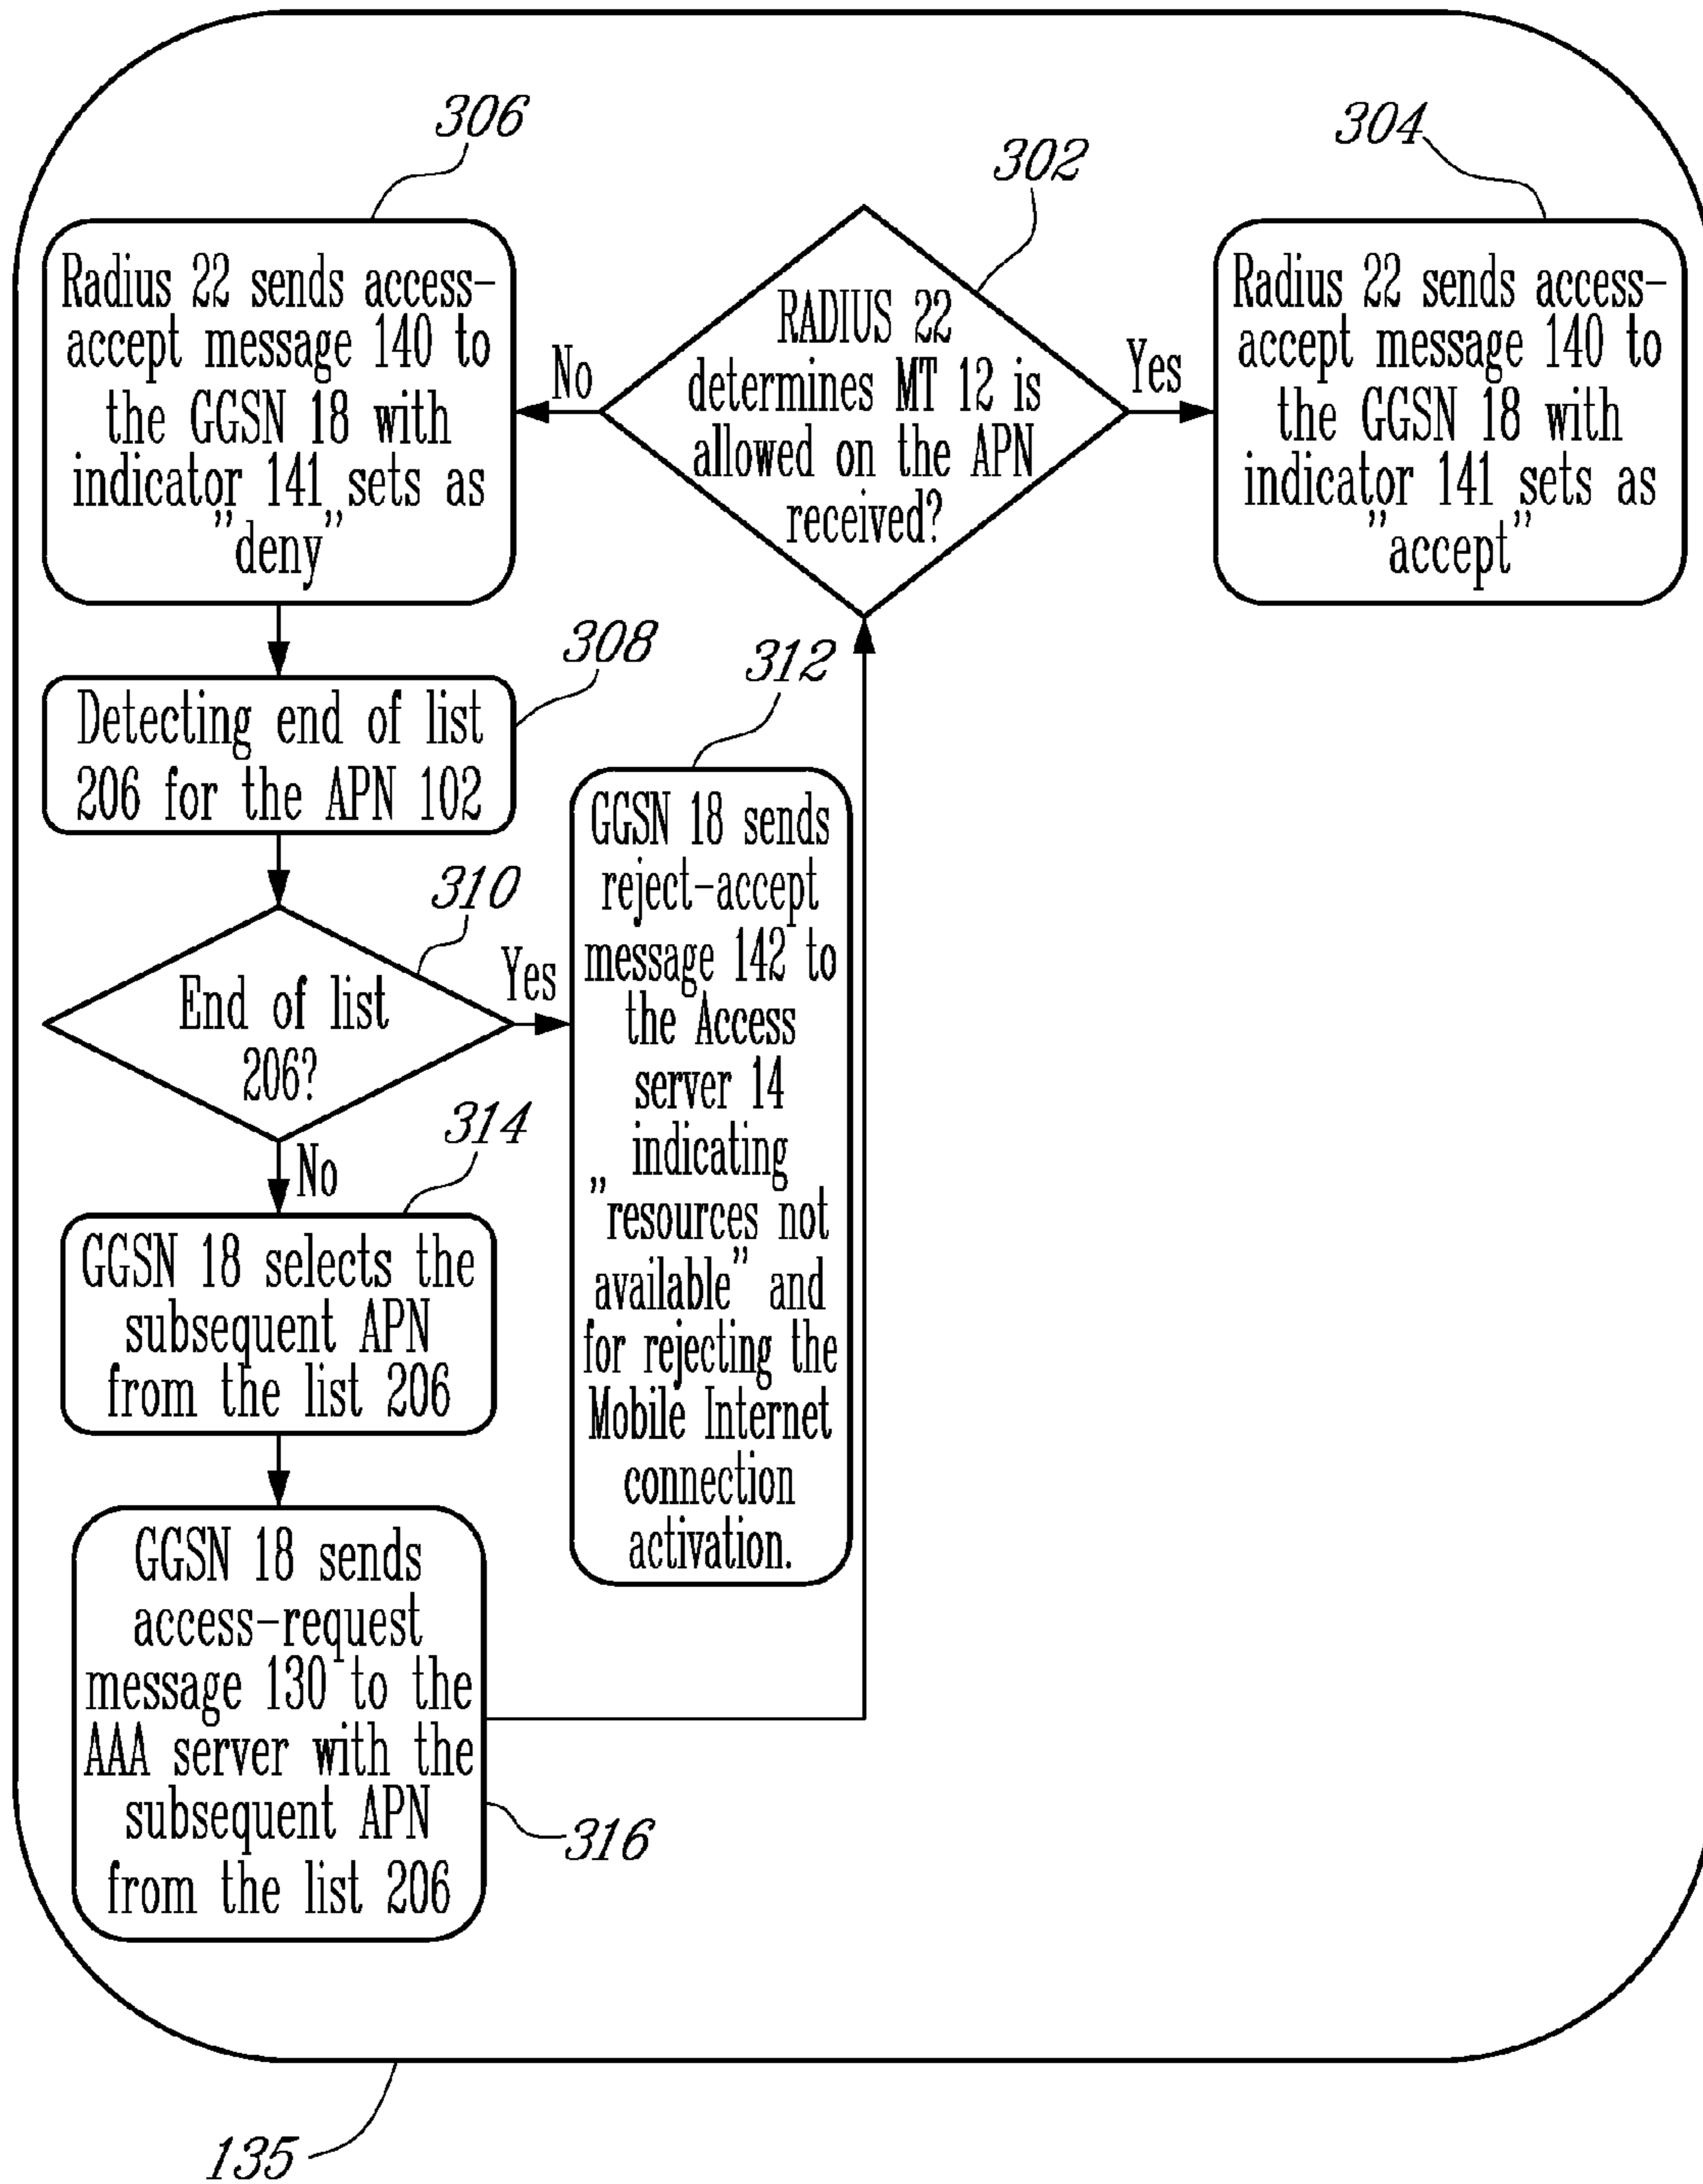 306
302
304
Radius 22 sends access-
accept message 140 to
the GGSN 18 with
indicator 141 sets as
"deny"
No
RADIUS 22
determines MT 12 is
allowed on the APN
received?
Yes
Radius 22 sends access-
accept message 140 to
the GGSN 18 with
indicator 141 sets as
"accept"
308
Detecting end of list
206 for the APN 102
310
End of list
206?
Yes
312
GGSN 18 sends
reject-accept
message 142 to
the Access
server 14
indicating
"resources not
available" and
for rejecting the
Mobile Internet
connection
activation.
No
314
GGSN 18 selects the
subsequent APN
from the list 206
GGSN 18 sends
access-request
message 130 to the
AAA server with the
subsequent APN
from the list 206
316
135